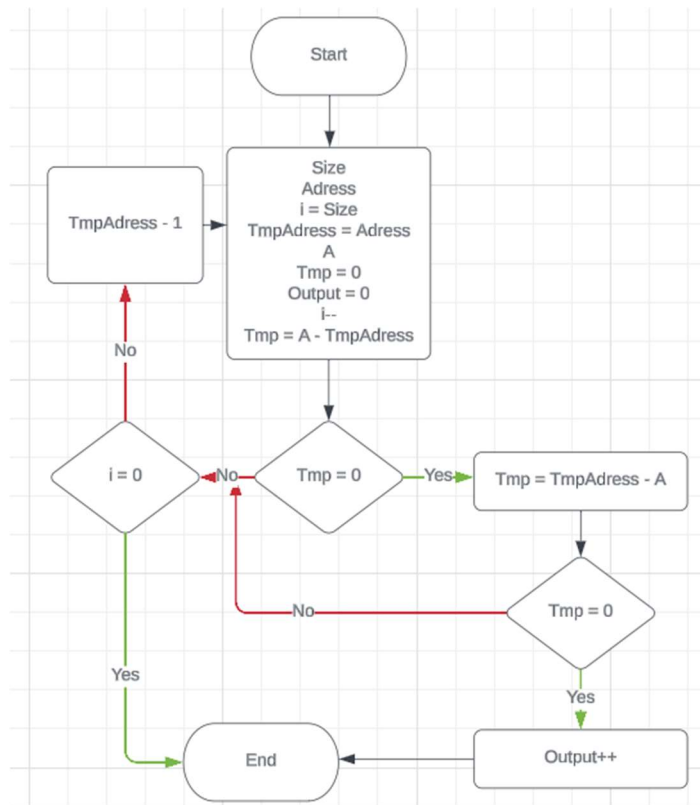 Start
Size
Adress
i = Size
TmpAdress = Adress
A
Tmp = 0
Output = 0
i--
Tmp = A - TmpAdress
TmpAdress - 1
No
i = 0
No
Tmp = 0
Yes
Tmp = TmpAdress - A
No
Tmp = 0
Yes
Yes
End
Output++